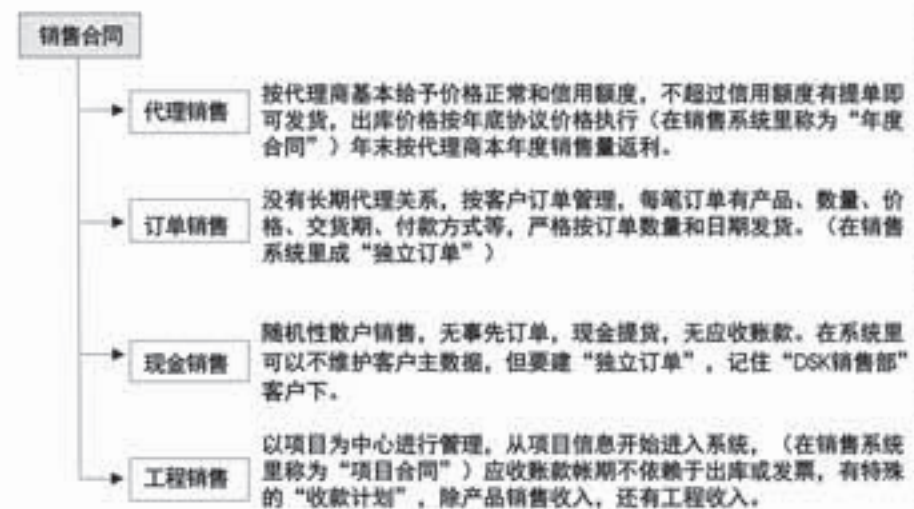 销售合同
代理销售
按代理商基本给予价格正常和信用额度，不超过信用额度有提单即
可发货，出库价格按年底协议价格执行（在销售系统里称为“年度
合同”）年末按代理商本年度销售量返利。
订单销售
没有长期代理关系，按客户订单管理，每笔订单有产品、数量、价
格、交货期、付款方式等，严格按订单数量和日期发货。（在销售
系统里成“独立订单”）
现金销售
随机性散户销售，无事先订单，现金提货，无应收账款。在系统里
可以不维护客户主数据，但要建“独立订单”，记住“DSK销售部”
客户下。
工程销售
以项目为中心进行管理，从项目信息开始进入系统，（在销售系统
里称为“项目合同”）应收账款帐期不依赖于出库或发票，有特殊
的“收款计划”，除产品销售收入，还有工程收入。